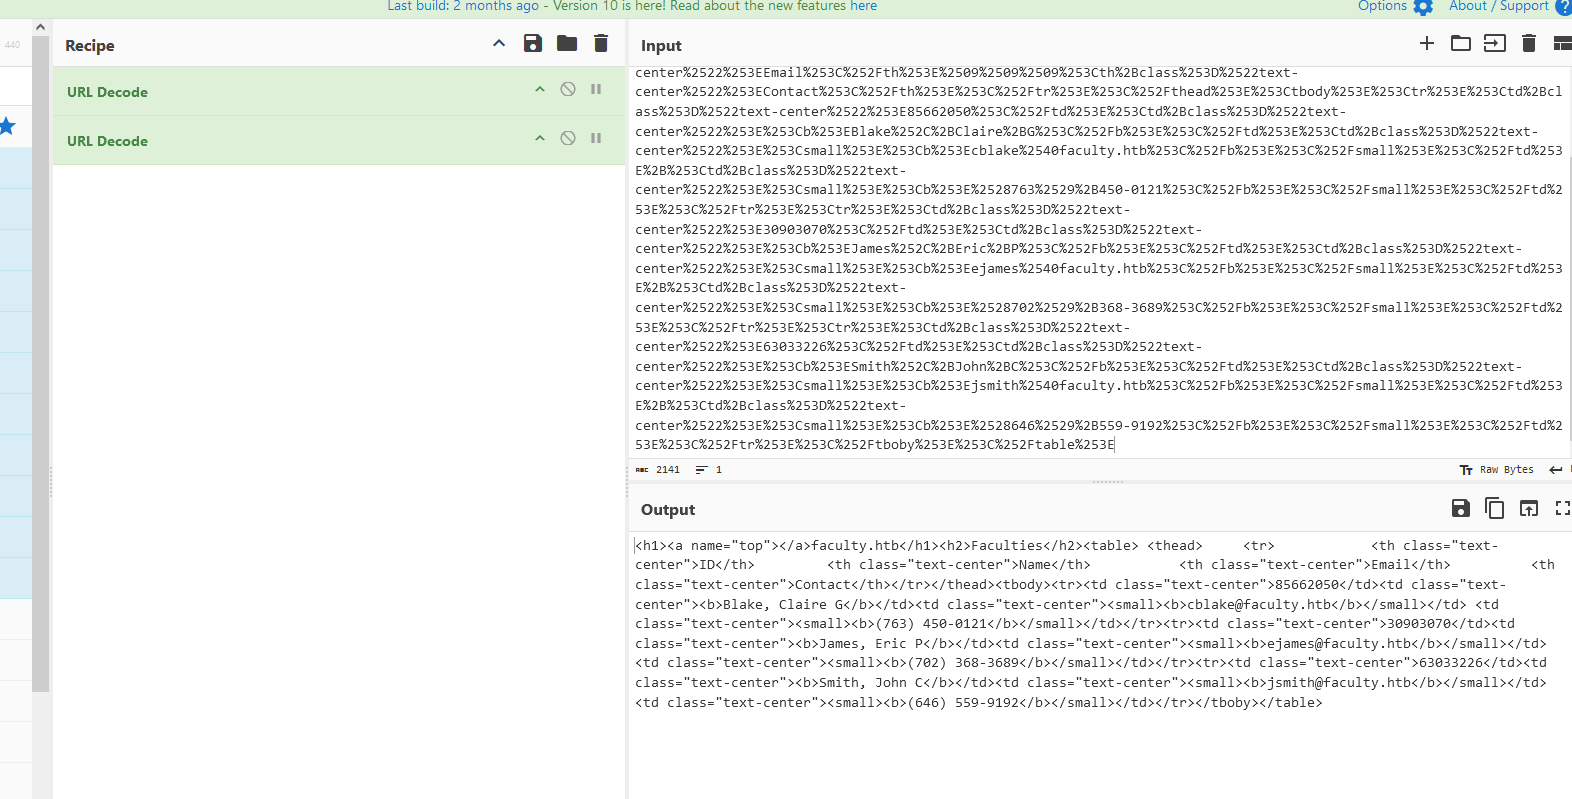 Last build: 2 months ago - Version 10 is here! Read about the new features here
Options
About / Support
440
Recipe
URL Decode
URL Decode
Input
center%2522%253EEmail%253C%252Fth%253E%2509%2509%2509%253Cth%2Bclass%253D%2522text-
center%2522%253EContact%253C%252Fth%253E%253C%252Ftr%253E%253C%252Fthead%253E%253Ctbody%253E%253Ctr%253E%253Ctd%2Bcl
ass%253D%2522text-center%2522%253E85662050%253C%252Ftd%253E%253Ctd%2Bclass%253D%2522text-
center%2522%253E%253Cb%253EBlake%252C%2BClaire%2BG%253C%252Fb%253E%253C%252Ftd%253E%253Ctd%2Bclass%253D%2522text-
center%2522%253E%253Csmall%253E%253Cb%253Ecblake%2540faculty.htb%253C%252Fb%253E%253C%252Fsmall%253E%253C%252Ftd%253
E%2B%253Ctd%2Bclass%253D%2522text-
center%2522%253E%253Csmall%253E%253Cb%253E%2528763%2529%2B450-0121%253C%252Fb%253E%253C%252Fsmall%253E%253C%252Ftd%2
53E%253C%252Ftr%253E%253Ctr%253E%253Ctd%2Bclass%253D%2522text-
center%2522%253E30903070%253C%252Ftd%253E%253Ctd%2Bclass%253D%2522text-
center%2522%253E%253Cb%253EJames%252C%2BEric%2BP%253C%252Fb%253E%253C%252Ftd%253E%253Ctd%2Bclass%253D%2522text-
center%2522%253E%253Csmall%253E%253Cb%253Eejames%2540faculty.htb%253C%252Fb%253E%253C%252Fsmall%253E%253C%252Ftd%253
E%2B%253Ctd%2Bclass%253D%2522text-
center%2522%253E%253Csmall%253E%253Cb%253E%2528702%2529%2B368-3689%253C%252Fb%253E%253C%252Fsmall%253E%253C%252Ftd%2
53E%253C%252Ftr%253E%253Ctr%253E%253Ctd%2Bclass%253D%2522text-
center%2522%253E63033226%253C%252Ftd%253E%253Ctd%2Bclass%253D%2522text-
center%2522%253E%253Cb%253ESmith%252C%2BJohn%2BC%253C%252Fb%253E%253C%252Ftd%253E%253Ctd%2Bclass%253D%2522text-
center%2522%253E%253Csmall%253E%253Cb%253Ejsmith%2540faculty.htb%253C%252Fb%253E%253C%252Fsmall%253E%253C%252Ftd%253
E%2B%253Ctd%2Bclass%253D%2522text-
center%2522%253E%253Csmall%253E%253Cb%253E%2528646%2529%2B559-9192%253C%252Fb%253E%253C%252Fsmall%253E%253C%252Ftd%2
53E%253C%252Ftr%253E%253C%252Ftboby%253E%253C%252Ftable%253E
ABC 2141 1
Tт Raw Bytes
Output
<h1><a name="top"></a>faculty.htb</h1><h2>Faculties</h2><table> <thead> <tr> <th class="text-
center">ID</th> <th class="text-center">Name</th> <th class="text-center">Email</th> <th
class="text-center">Contact</th></tr></thead><tbody><tr><td class="text-center">85662050</td><td class="text-
center"><b>Blake, Claire G</b></td><td class="text-center"><small><b>cblake@faculty.htb</b></small></td> <td
class="text-center"><small><b>(763) 450-0121</b></small></td></tr><tr><td class="text-center">30903070</td><td
class="text-center"><b>James, Eric P</b></td><td class="text-center"><small><b>ejames@faculty.htb</b></small></td>
<td class="text-center"><small><b>(702) 368-3689</b></small></td></tr><tr><td class="text-center">63033226</td><td
class="text-center"><b>Smith, John C</b></td><td class="text-center"><small><b>jsmith@faculty.htb</b></small></td>
<td class="text-center"><small><b>(646) 559-9192</b></small></td></tr></tboby></table>